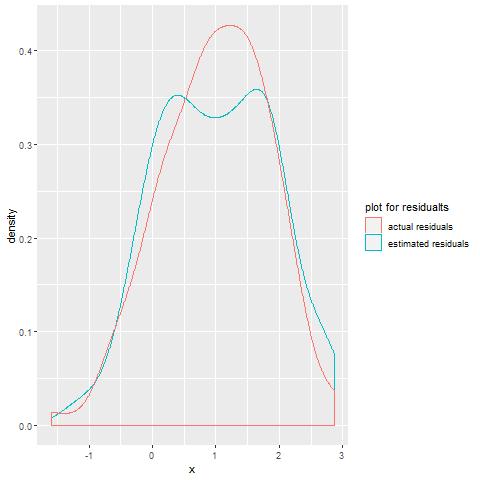 0.4
0.3
0.2
0.1
0.0
density
-1
0
1
2
3
x
plot for residualts
actual residuals
estimated residuals